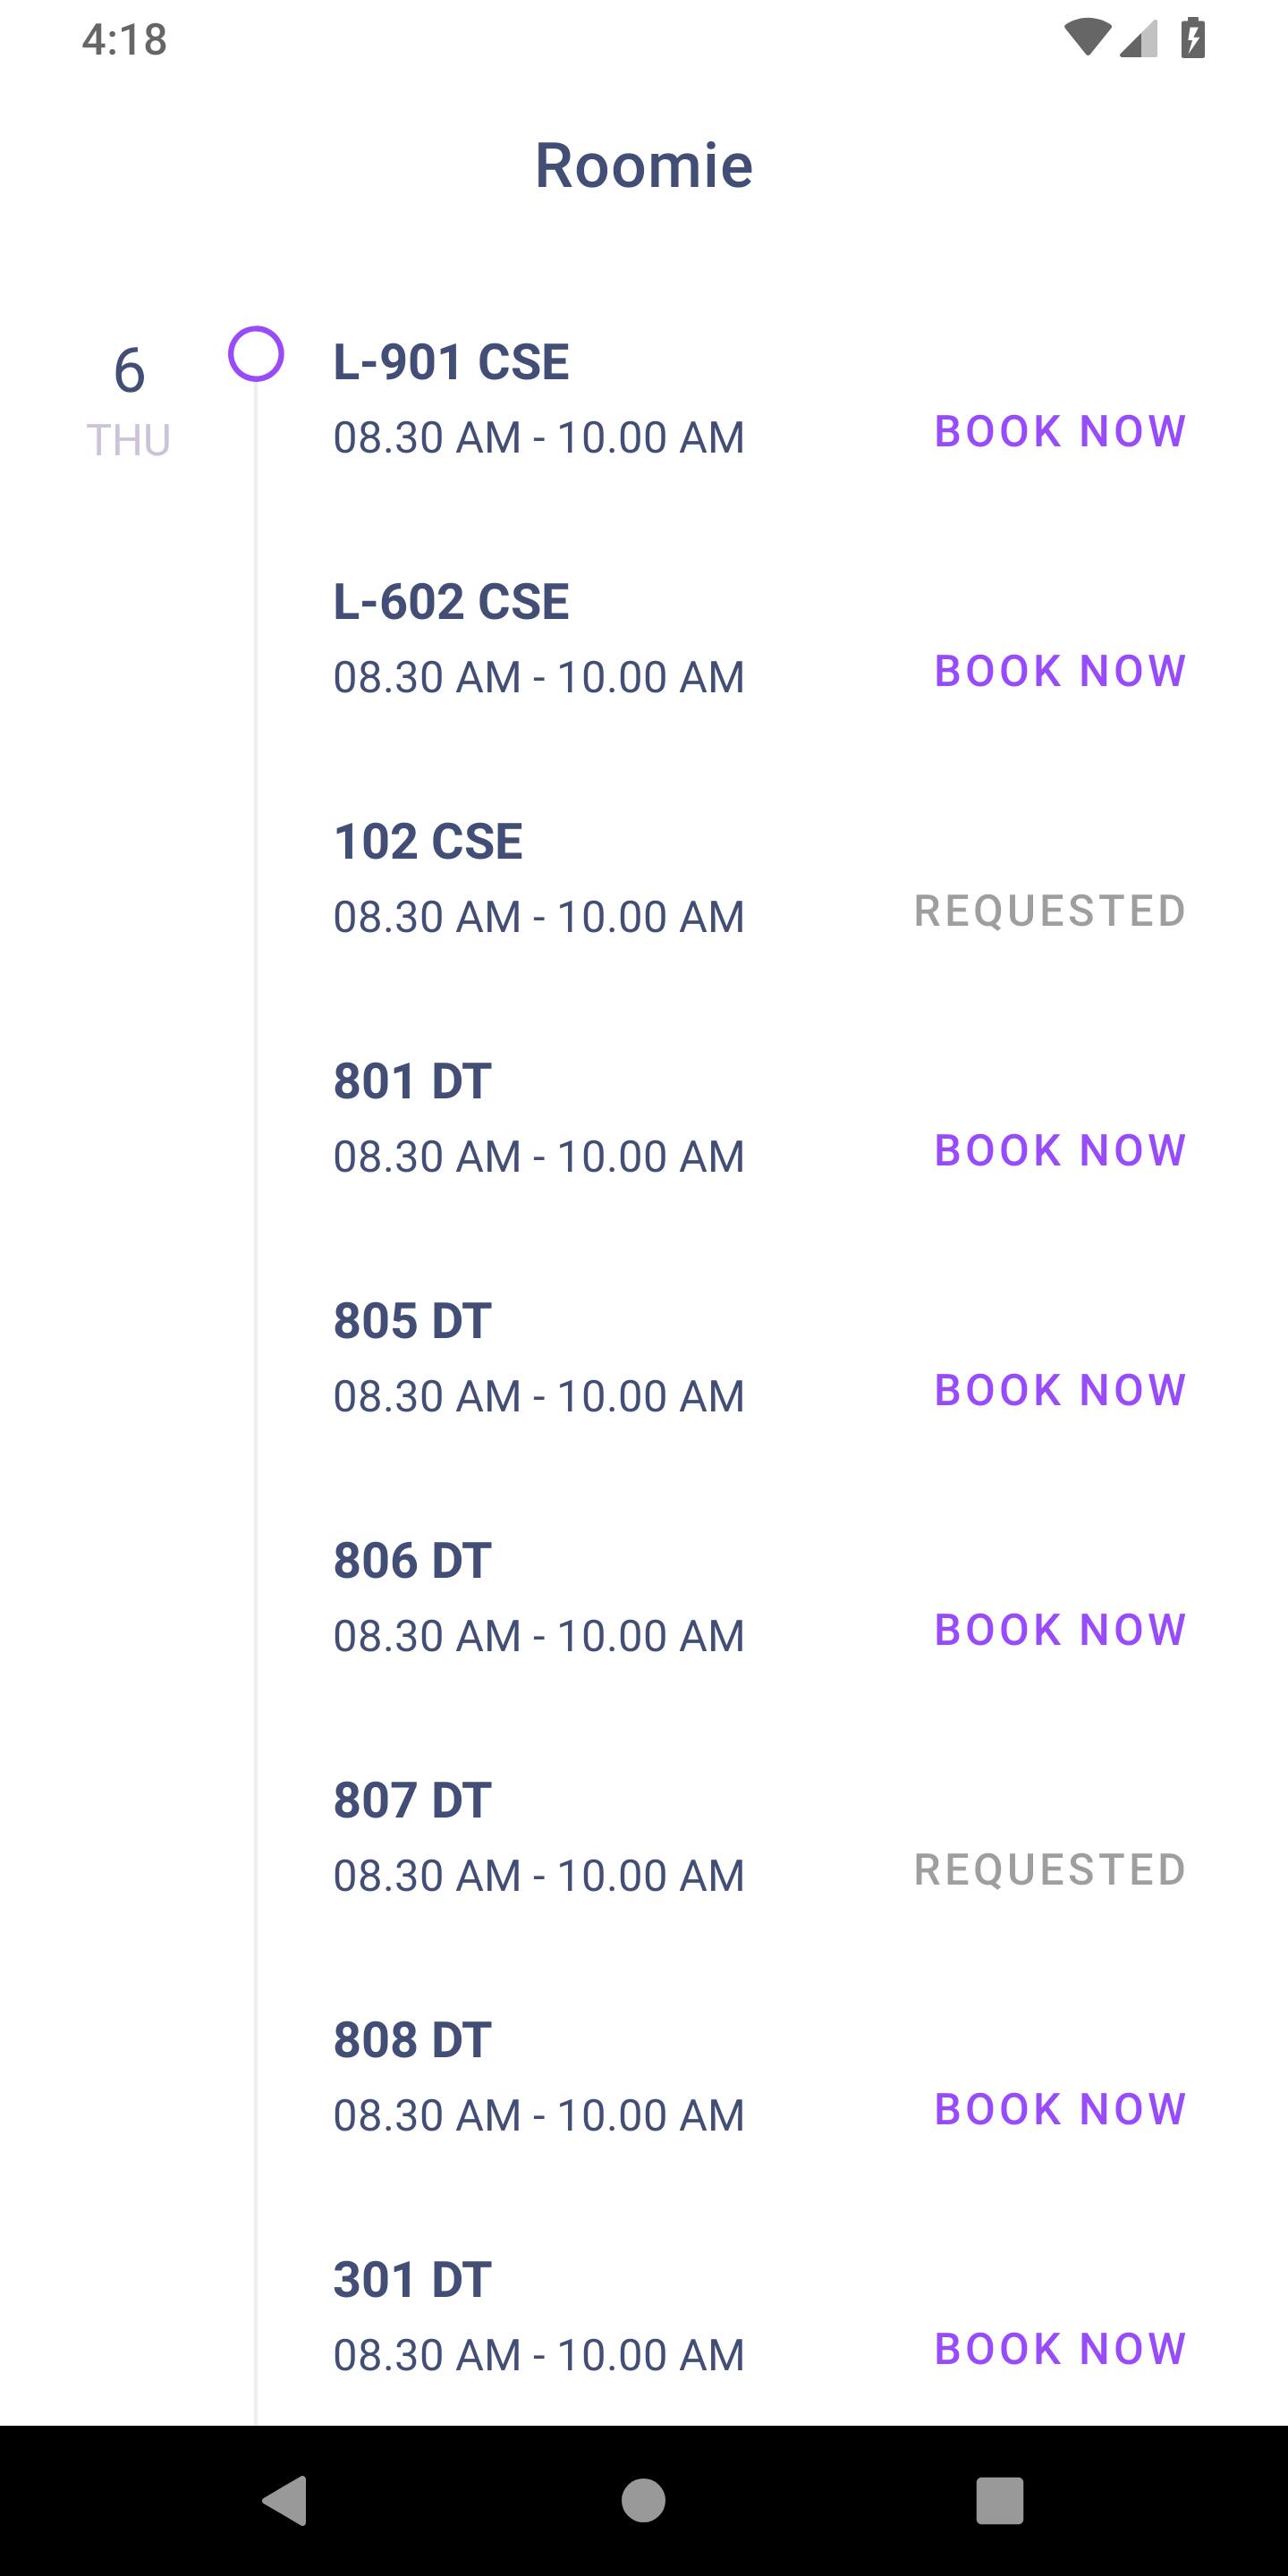 4:18
Roomie
6
THU
L-901 CSE
08.30 AM - 10.00 AM
BOOK NOW
L-602 CSE
08.30 AM - 10.00 AM
BOOK NOW
102 CSE
08.30 AM - 10.00 AM
REQUESTED
801 DT
08.30 AM - 10.00 AM
BOOK NOW
805 DT
08.30 AM - 10.00 AM
BOOK NOW
806 DT
08.30 AM - 10.00 AM
BOOK NOW
807 DT
08.30 AM - 10.00 AM
REQUESTED
808 DT
08.30 AM - 10.00 AM
BOOK NOW
301 DT
08.30 AM - 10.00 AM
BOOK NOW